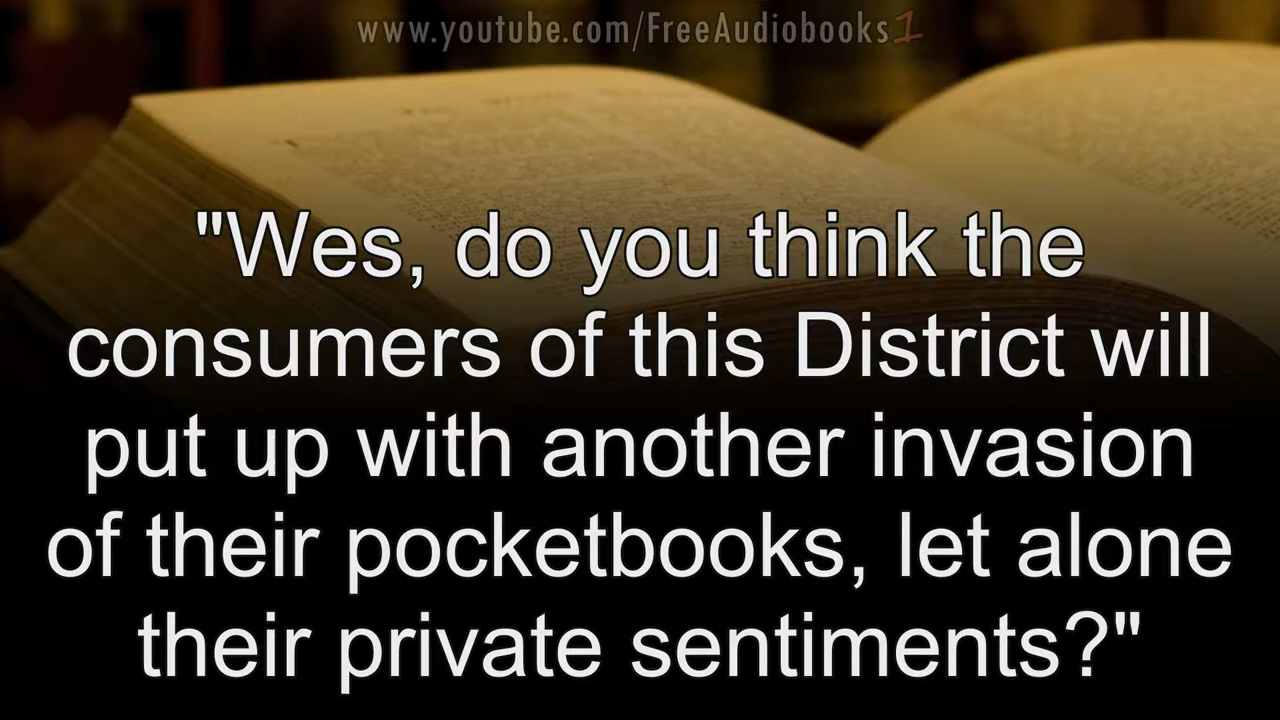 www.youtube.com/FreeAudiobooks1
"Wes, do you think the
consumers of this District will
put up with another invasion
of their pocketbooks, let alone
their private sentiments?"